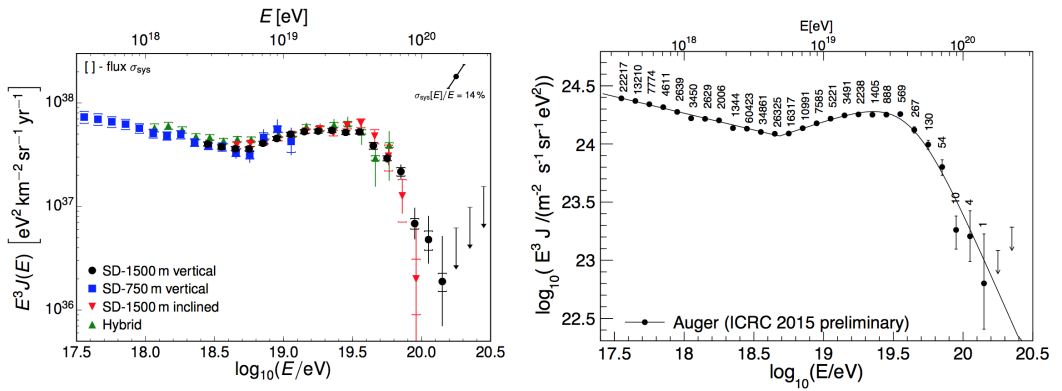 E [eV]
10^18 10^19 10^20
[ ] - flux σ_sys
σ_sys[E]/E = 14%
10^38
10^37
10^36
E^3 J(E) [eV^2 km^−2 sr^−1 yr^−1]
SD-1500 m vertical
SD-750 m vertical
SD-1500 m inclined
Hybrid
17.5 18.0 18.5 19.0 19.5 20.0 20.5
log_10(E/eV)
E[eV]
10^18 10^19 10^20
24.5
24
23.5
23
22.5
log_10( E^3 J /(m^-2 s^-1 sr^-1 eV^2))
22217
13210
7774
4611
2639
3450
2629
2006
1344
60423
34861
26325
16317
10991
7585
5221
3491
2238
1405
888
569
267
130
54
10
4
1
Auger (ICRC 2015 preliminary)
17.5 18 18.5 19 19.5 20 20.5
log_10(E/eV)